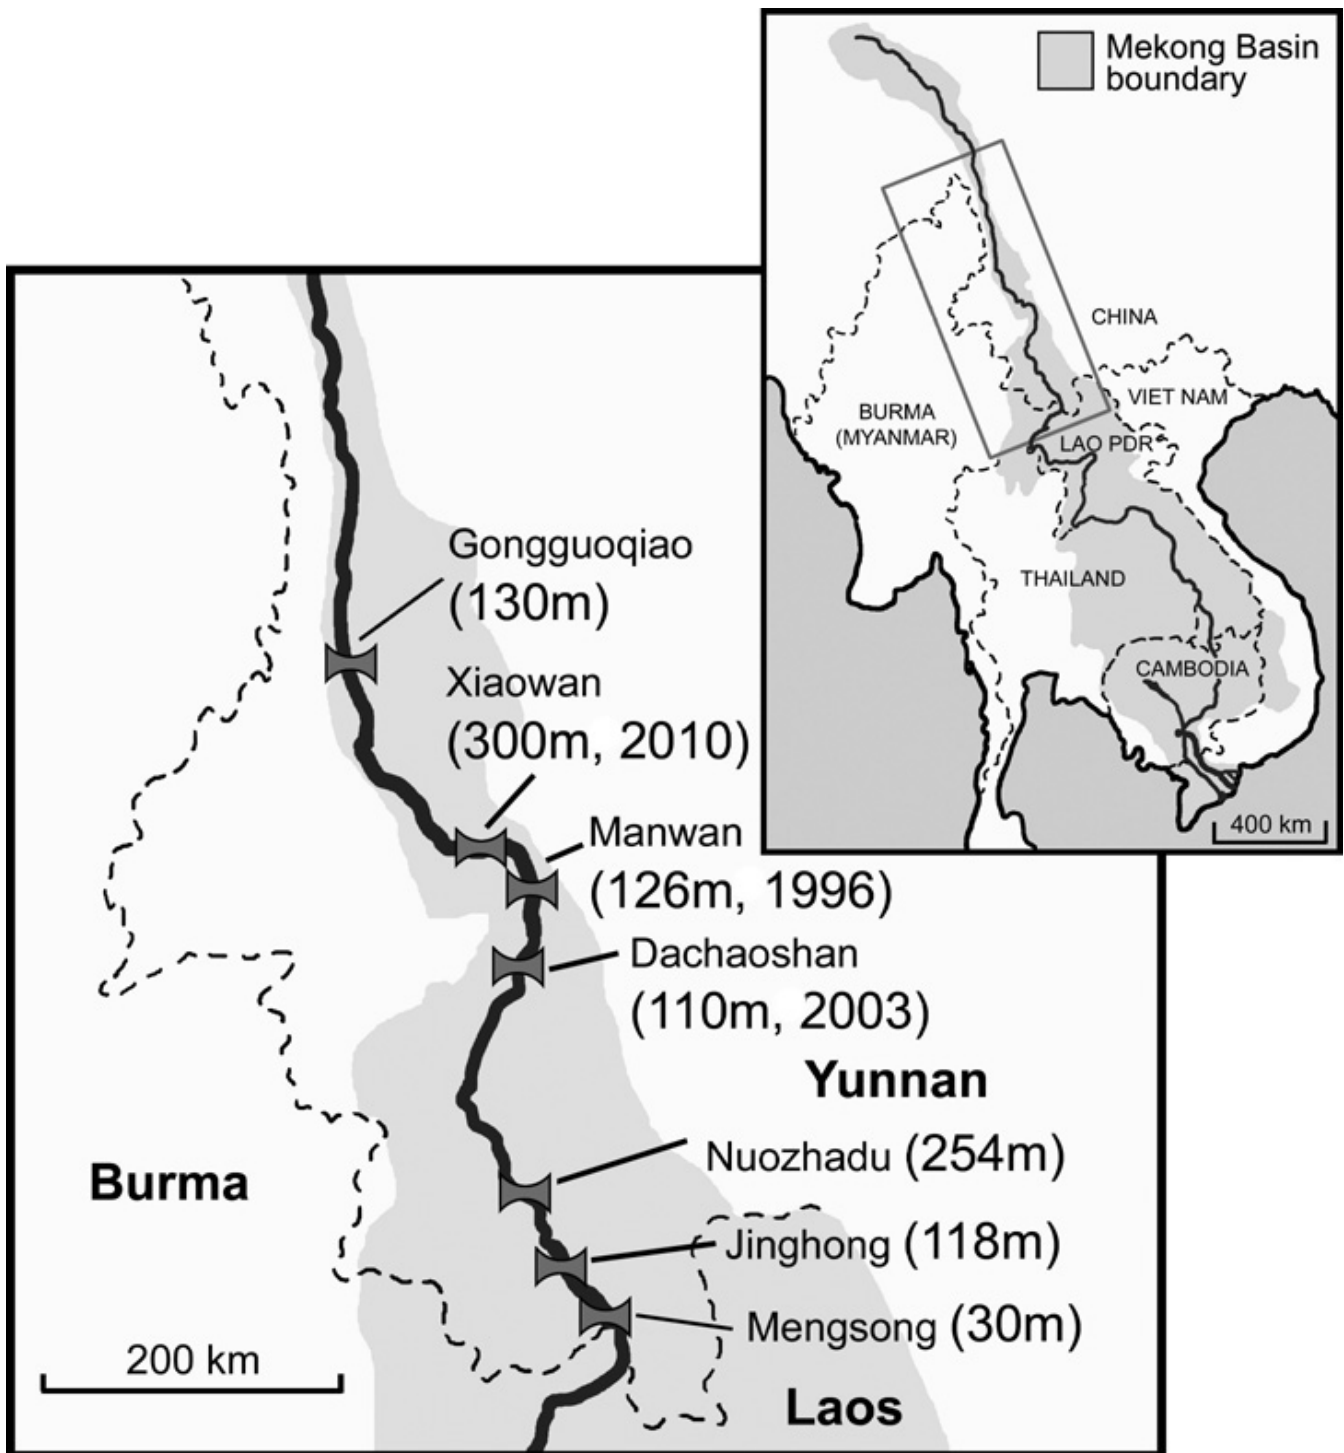 Mekong Basin
boundary
CHINA
VIET NAM
BURMA
(MYANMAR)
LAO PDR
THAILAND
CAMBODIA
400 km
Gongguoqiao
(130m)
Xiaowan
(300m, 2010)
Manwan
(126m, 1996)
Dachaoshan
(110m, 2003)
Yunnan
Nuozhadu (254m)
Burma
Jinghong (118m)
Mengsong (30m)
200 km
Laos